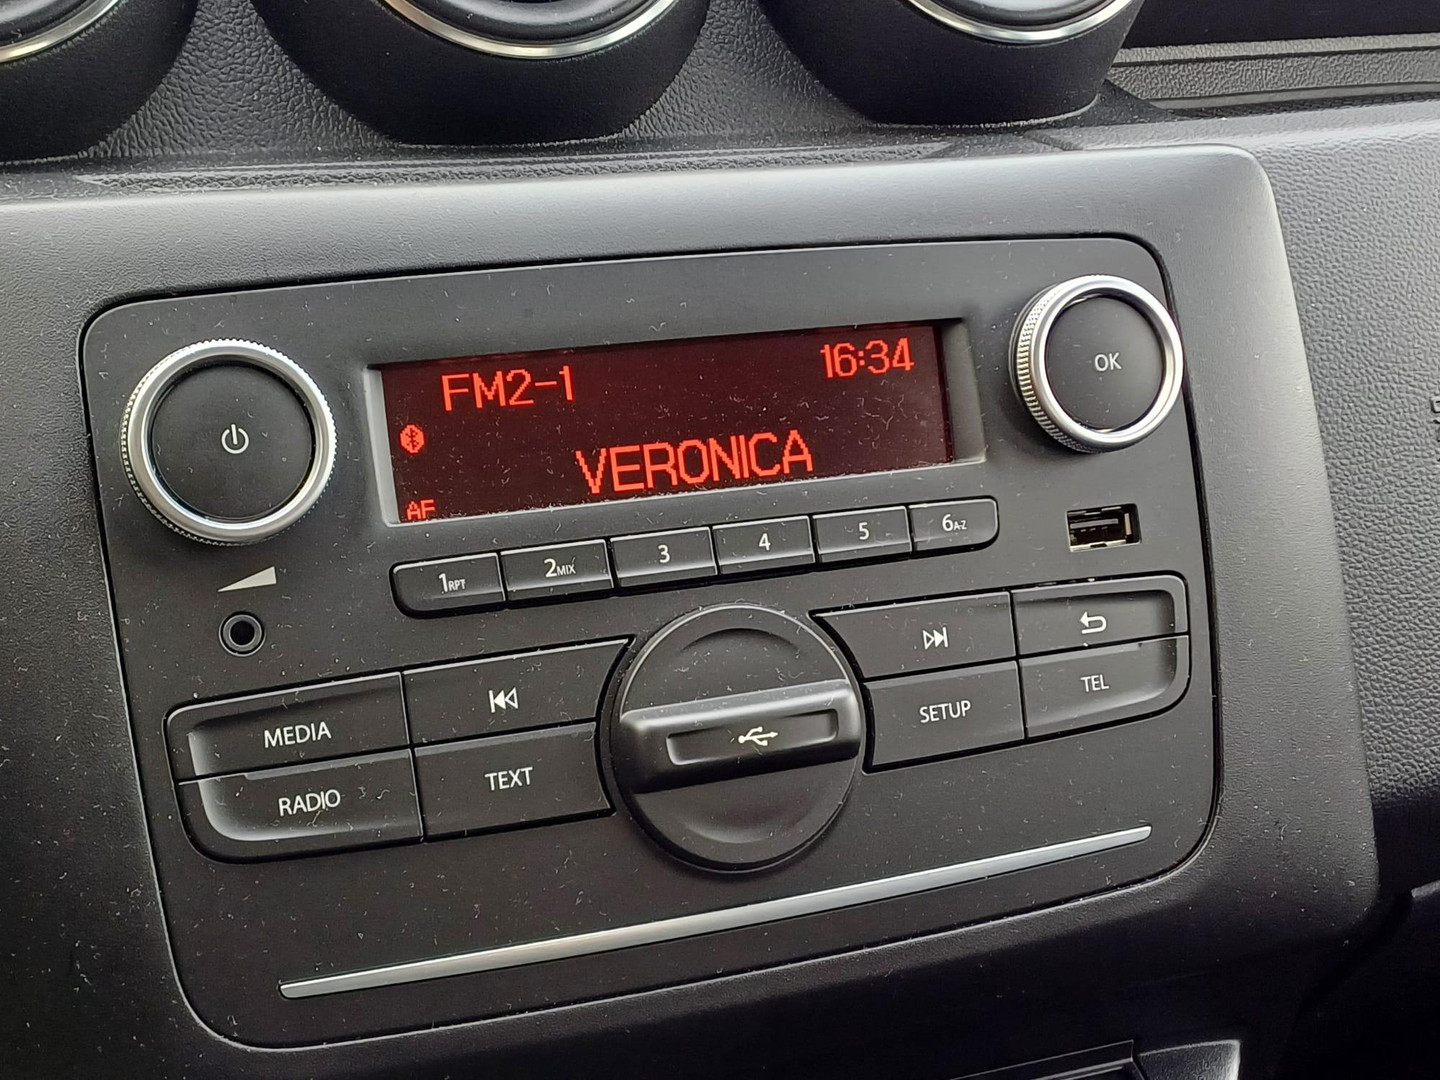 FM2-1 16:34
VERONICA
AF
OK
1RPT 2MIX 3 4 5 6A-Z
MEDIA
RADIO TEXT
SETUP TEL